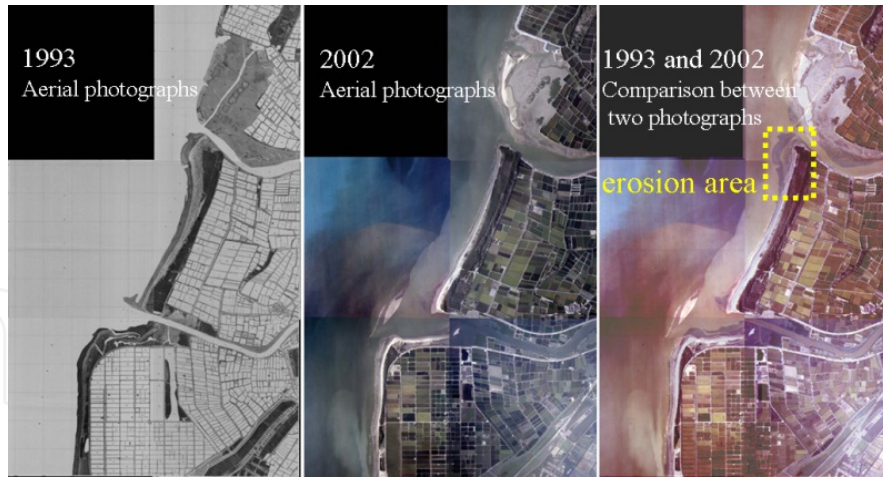 1993
Aerial photographs
2002
Aerial photographs
1993 and 2002
Comparison between
two photographs
erosion area